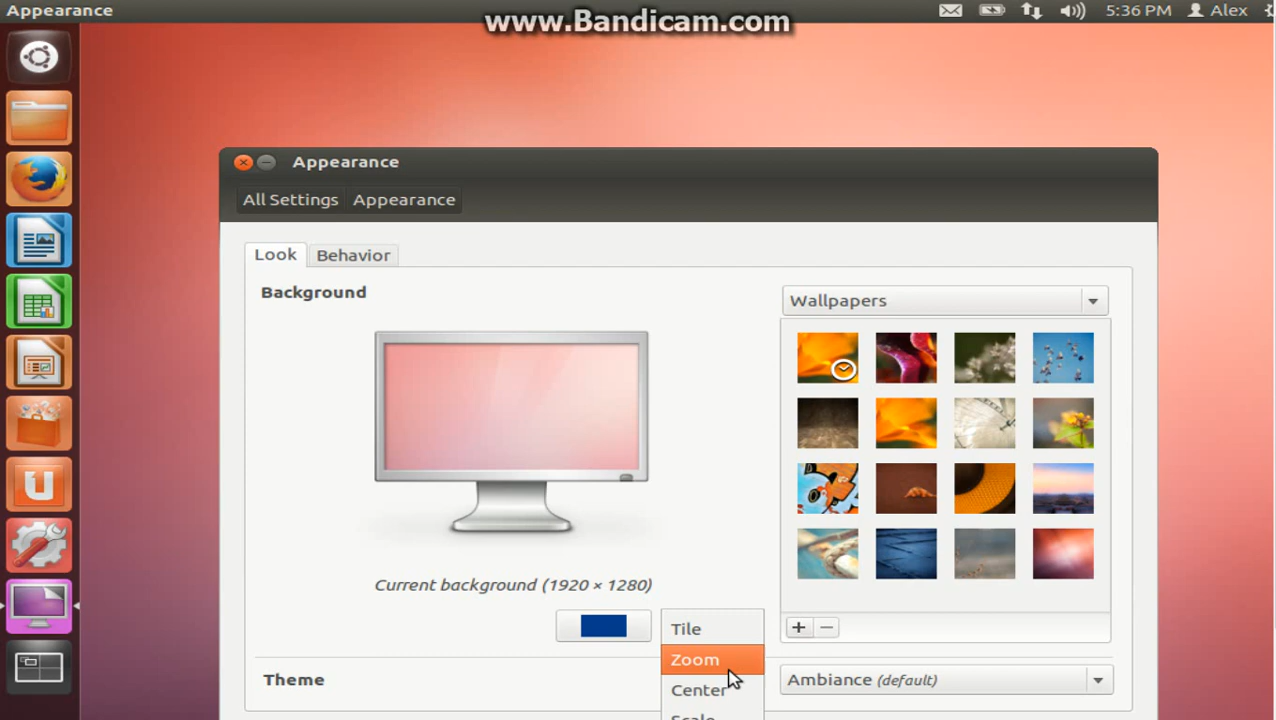 Appearance
www.Bandicam.com
5:36 PM
Alex
Appearance
All Settings
Appearance
Look
Behavior
Background
Wallpapers
Current background (1920 × 1280)
Tile
Zoom
Center
Scale
Theme
Ambiance (default)